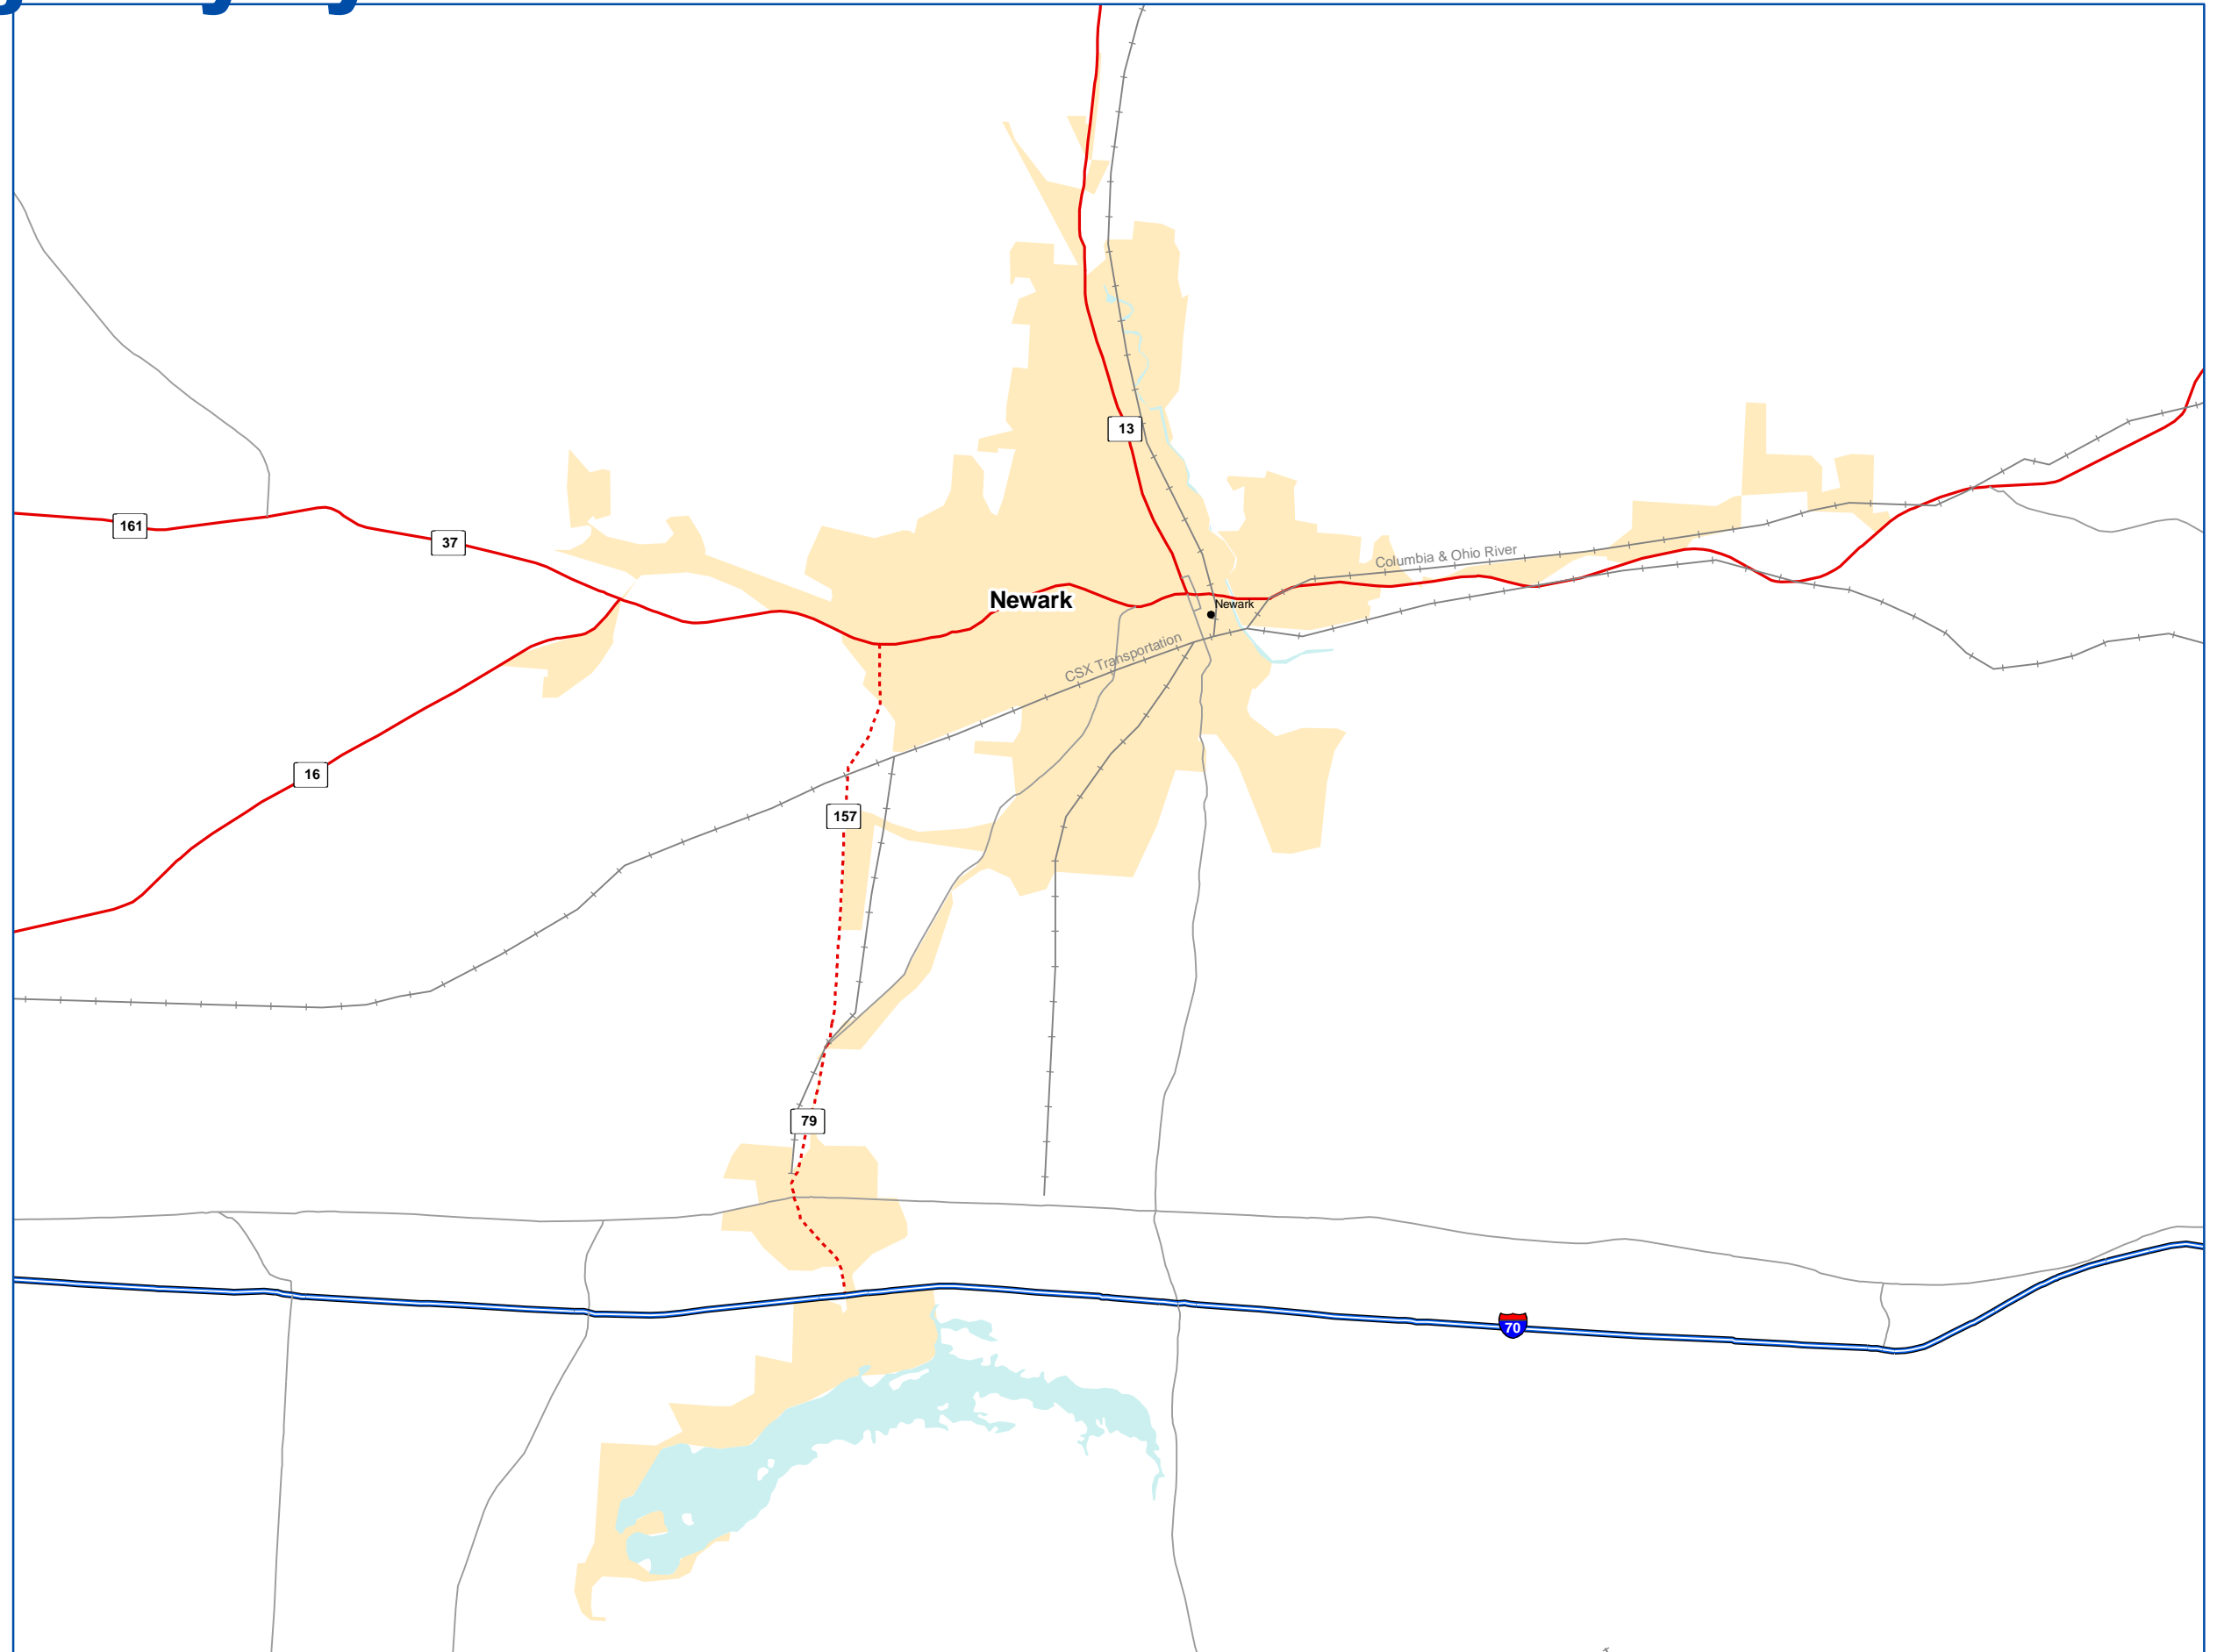 13
161
37
Columbia & Ohio River
Newark
Newark
CSX Transportation
16
157
79
70